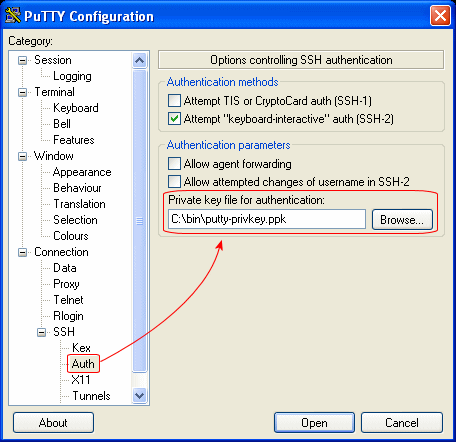 PuTTY Configuration
Category:
Session
Logging
Terminal
Keyboard
Bell
Features
Window
Appearance
Behaviour
Translation
Selection
Colours
Connection
Data
Proxy
Telnet
Rlogin
SSH
Kex
Auth
X11
Tunnels
Options controlling SSH authentication
Authentication methods
Attempt TIS or CryptoCard auth (SSH-1)
Attempt "keyboard-interactive" auth (SSH-2)
Authentication parameters
Allow agent forwarding
Allow attempted changes of username in SSH-2
Private key file for authentication:
C:\bin\putty-privkey.ppk
Browse...
About
Open
Cancel